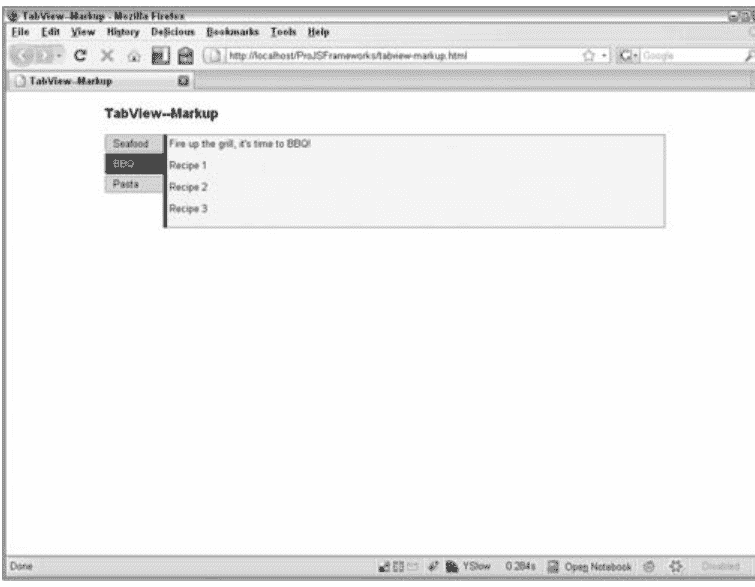 TabView--Markup - Mozilla Firefox
File Edit View History Delicious Bookmarks Tools Help
http://localhost/ProJSFrameworks/tabview-markup.html
Google
TabView--Markup
TabView--Markup
Seafood
Fire up the grill, it's time to BBQ!
BBQ
Recipe 1
Pasta
Recipe 2
Recipe 3
Done
YSlow
0.284s
Open Notebook
Disabled